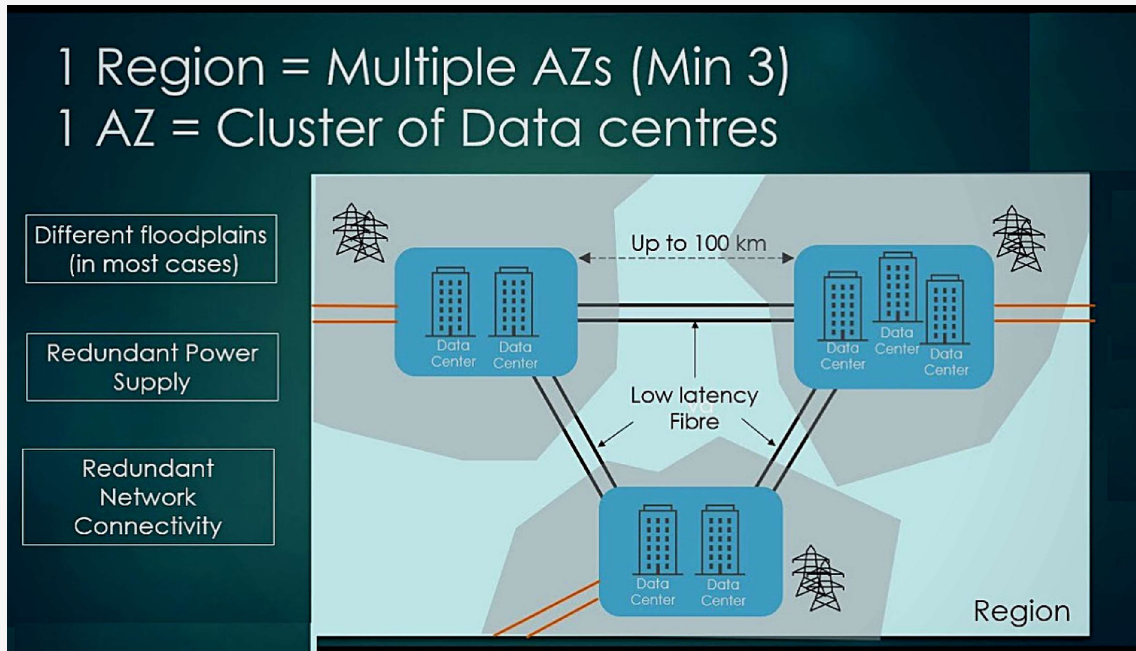 1 Region = Multiple AZs (Min 3)
1 AZ = Cluster of Data centres
Different floodplains
(in most cases)
Redundant Power
Supply
Redundant
Network
Connectivity
Up to 100 km
Data
Center
Data
Center
Data
Center
Data
Center
Data
Center
Low latency
Fibre
Data
Center
Data
Center
Region